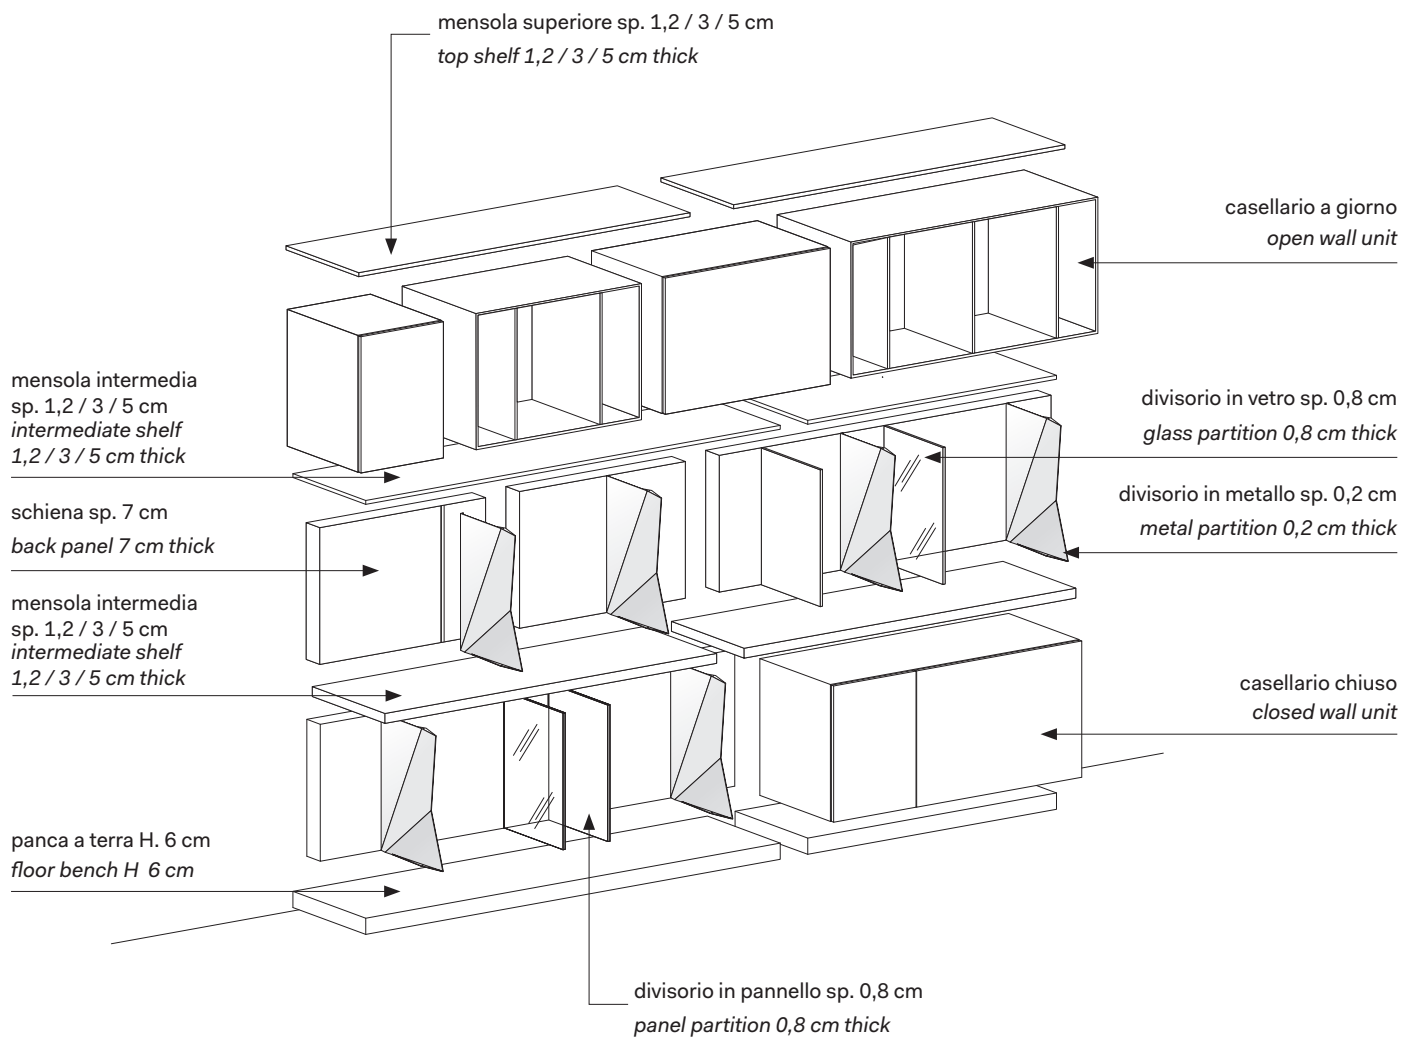 mensola superiore sp. 1,2 / 3 / 5 cm
top shelf 1,2 / 3 / 5 cm thick
casellario a giorno
open wall unit
mensola intermedia
sp. 1,2 / 3 / 5 cm
intermediate shelf
1,2 / 3 / 5 cm thick
divisorio in vetro sp. 0,8 cm
glass partition 0,8 cm thick
schiena sp. 7 cm
back panel 7 cm thick
divisorio in metallo sp. 0,2 cm
metal partition 0,2 cm thick
mensola intermedia
sp. 1,2 / 3 / 5 cm
intermediate shelf
1,2 / 3 / 5 cm thick
casellario chiuso
closed wall unit
panca a terra H. 6 cm
floor bench H  6 cm
divisorio in pannello sp. 0,8 cm
panel partition 0,8 cm thick